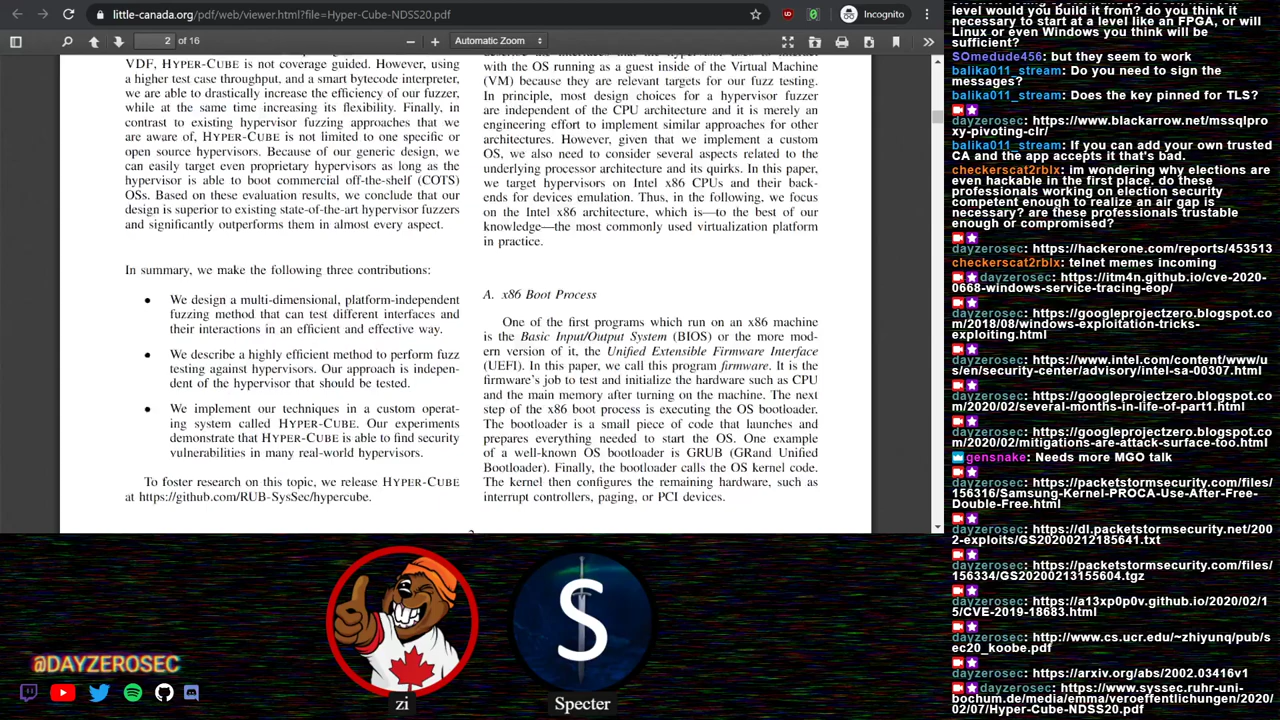 little-canada.org/pdf/web/viewer.html?file=Hyper-Cube-NDSS20.pdf
Incognito
2 of 16
Automatic Zoom
VDF, HYPER-CUBE is not coverage guided. However, using
a higher test case throughput, and a smart bytecode interpreter,
we are able to drastically increase the efficiency of our fuzzer,
while at the same time increasing its flexibility. Finally, in
contrast to existing hypervisor fuzzing approaches that we
are aware of, HYPER-CUBE is not limited to one specific or
open source hypervisors. Because of our generic design, we
can easily target even proprietary hypervisors as long as the
hypervisor is able to boot commercial off-the-shelf (COTS)
OSs. Based on these evaluation results, we conclude that our
design is superior to existing state-of-the-art hypervisor fuzzers
and significantly outperforms them in almost every aspect.
In summary, we make the following three contributions:
• We design a multi-dimensional, platform-independent
fuzzing method that can test different interfaces and
their interactions in an efficient and effective way.
• We describe a highly efficient method to perform fuzz
testing against hypervisors. Our approach is indepen-
dent of the hypervisor that should be tested.
• We implement our techniques in a custom operat-
ing system called HYPER-CUBE. Our experiments
demonstrate that HYPER-CUBE is able to find security
vulnerabilities in many real-world hypervisors.
To foster research on this topic, we release HYPER-CUBE
at https://github.com/RUB-SysSec/hypercube.
with the OS running as a guest inside of the Virtual Machine
(VM) because they are relevant targets for our fuzz testing.
In principle, most design choices for a hypervisor fuzzer
are independent of the CPU architecture and it is merely an
engineering effort to implement similar approaches for other
architectures. However, given that we implement a custom
OS, we also need to consider several aspects related to the
underlying processor architecture and its quirks. In this paper,
we target hypervisors on Intel x86 CPUs and their back-
ends for devices emulation. Thus, in the following, we focus
on the Intel x86 architecture, which is—to the best of our
knowledge—the most commonly used virtualization platform
in practice.
A. x86 Boot Process
One of the first programs which run on an x86 machine
is the Basic Input/Output System (BIOS) or the more mod-
ern version of it, the Unified Extensible Firmware Interface
(UEFI). In this paper, we call this program firmware. It is the
firmware's job to test and initialize the hardware such as CPU
and the main memory after turning on the machine. The next
step of the x86 boot process is executing the OS bootloader.
The bootloader is a small piece of code that launches and
prepares everything needed to start the OS. One example
of a well-known OS bootloader is GRUB (GRand Unified
Bootloader). Finally, the bootloader calls the OS kernel code.
The kernel then configures the remaining hardware, such as
interrupt controllers, paging, or PCI devices.
@DAYZEROSEC
zi
S
Specter
level would you build it from? do you think it
necessary to start at a level like an FPGA, or will
Linux or even Windows you think will be
sufficient?
SOmedude456: but they seem to work
balika011_stream: Do you need to sign the
messages?
balika011_stream: Does the key pinned for TLS?
dayzerosec: https://www.blackarrow.net/mssqlpro
xy-pivoting-clr/
balika011_stream: If you can add your own trusted
CA and the app accepts it that's bad.
checkerscat2rblx: im wondering why elections are
even hackable in the first place. do these
professionals working on election security
competent enough to realize an air gap is
necessary? are these professionals trustable
enough or compromised?
dayzerosec: https://hackerone.com/reports/453513
checkerscat2rblx: telnet memes incoming
dayzerosec: https://itm4n.github.io/cve-2020-
0668-windows-service-tracing-eop/
dayzerosec: https://googleprojectzero.blogspot.co
m/2018/08/windows-exploitation-tricks-
exploiting.html
dayzerosec: https://www.intel.com/content/www/u
s/en/security-center/advisory/intel-sa-00307.html
dayzerosec: https://googleprojectzero.blogspot.co
m/2020/02/several-months-in-life-of-part1.html
dayzerosec: https://googleprojectzero.blogspot.co
m/2020/02/mitigations-are-attack-surface-too.html
gensnake: Needs more MGO talk
dayzerosec: https://packetstormsecurity.com/files/
156316/Samsung-Kernel-PROCA-Use-After-Free-
Double-Free.html
dayzerosec: https://dl.packetstormsecurity.net/200
2-exploits/GS20200212185641.txt
dayzerosec: https://packetstormsecurity.com/files/
156334/GS20200213155604.tgz
dayzerosec: https://a13xp0p0v.github.io/2020/02/1
5/CVE-2019-18683.html
dayzerosec: http://www.cs.ucr.edu/~zhiyunq/pub/s
ec20_koobe.pdf
dayzerosec: https://arxiv.org/abs/2002.03416v1
dayzerosec: https://www.syssec.ruhr-uni-
bochum.de/media/emma/veroeffentlichungen/2020/
02/07/Hyper-Cube-NDSS20.pdf